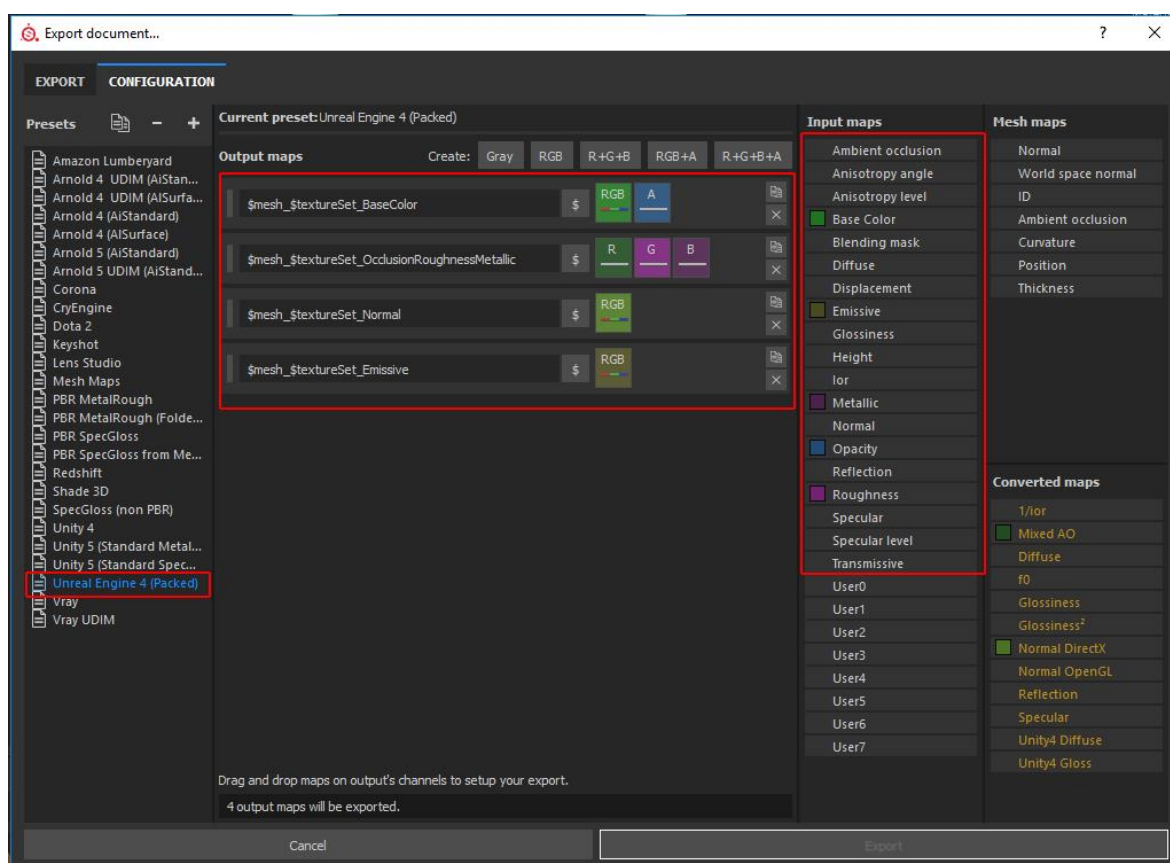 Export document...
?
EXPORT CONFIGURATION
Presets
Amazon Lumberyard
Arnold 4 UDIM (AiStan...
Arnold 4 UDIM (AlSurfa...
Arnold 4 (AiStandard)
Arnold 4 (AlSurface)
Arnold 5 (AiStandard)
Arnold 5 UDIM (AiStand...
Corona
CryEngine
Dota 2
Keyshot
Lens Studio
Mesh Maps
PBR MetalRough
PBR MetalRough (Folde...
PBR SpecGloss
PBR SpecGloss from Me...
Redshift
Shade 3D
SpecGloss (non PBR)
Unity 4
Unity 5 (Standard Metal...
Unity 5 (Standard Spec...
Unreal Engine 4 (Packed)
Vray
Vray UDIM
Current preset:Unreal Engine 4 (Packed)
Output maps Create: Gray RGB R+G+B RGB+A R+G+B+A
$mesh_$textureSet_BaseColor $ RGB A
$mesh_$textureSet_OcclusionRoughnessMetallic $ R G B
$mesh_$textureSet_Normal $ RGB
$mesh_$textureSet_Emissive $ RGB
Drag and drop maps on output's channels to setup your export.
4 output maps will be exported.
Input maps
Ambient occlusion
Anisotropy angle
Anisotropy level
Base Color
Blending mask
Diffuse
Displacement
Emissive
Glossiness
Height
Ior
Metallic
Normal
Opacity
Reflection
Roughness
Specular
Specular level
Transmissive
User0
User1
User2
User3
User4
User5
User6
User7
Mesh maps
Normal
World space normal
ID
Ambient occlusion
Curvature
Position
Thickness
Converted maps
1/ior
Mixed AO
Diffuse
f0
Glossiness
Glossiness²
Normal DirectX
Normal OpenGL
Reflection
Specular
Unity4 Diffuse
Unity4 Gloss
Cancel
Export